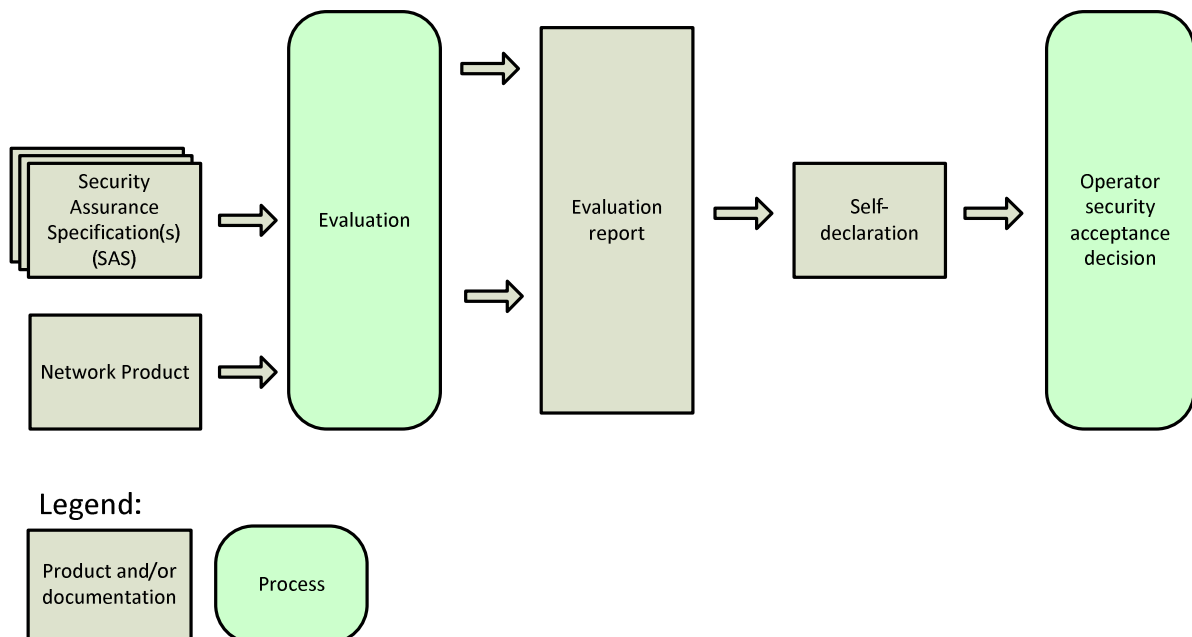 Security
Assurance
Specification(s)
(SAS)
Network Product
Evaluation
Evaluation
report
Self-
declaration
Operator
security
acceptance
decision
Legend:
Product and/or
documentation
Process